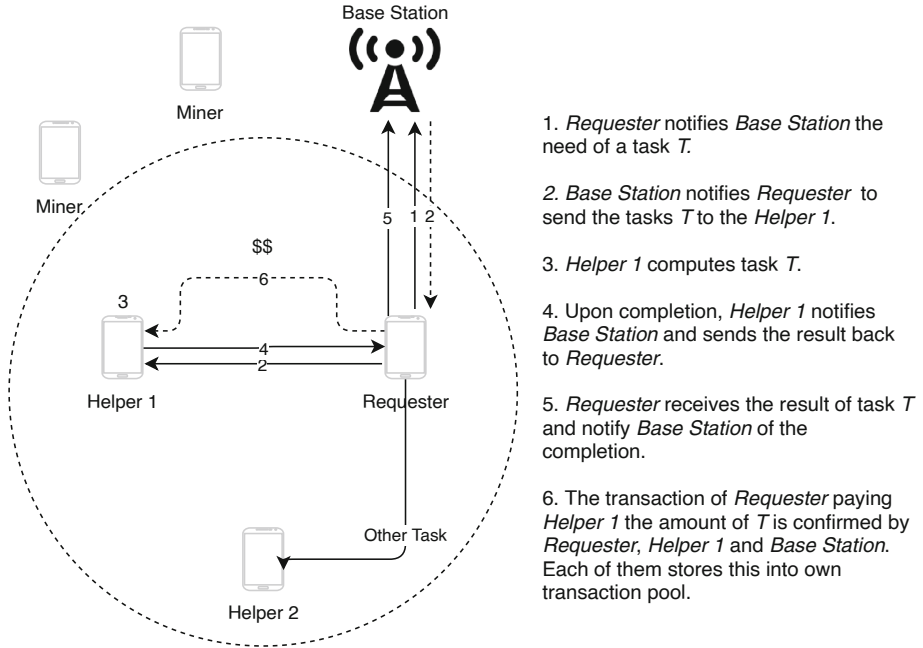 Base Station
Miner
Miner
5 1 2
$$
6
3
4
2
Helper 1
Requester
Other Task
Helper 2
1. Requester notifies Base Station the
need of a task T.
2. Base Station notifies Requester to
send the tasks T to the Helper 1.
3. Helper 1 computes task T.
4. Upon completion, Helper 1 notifies
Base Station and sends the result back
to Requester.
5. Requester receives the result of task T
and notify Base Station of the
completion.
6. The transaction of Requester paying
Helper 1 the amount of T is confirmed by
Requester, Helper 1 and Base Station.
Each of them stores this into own
transaction pool.